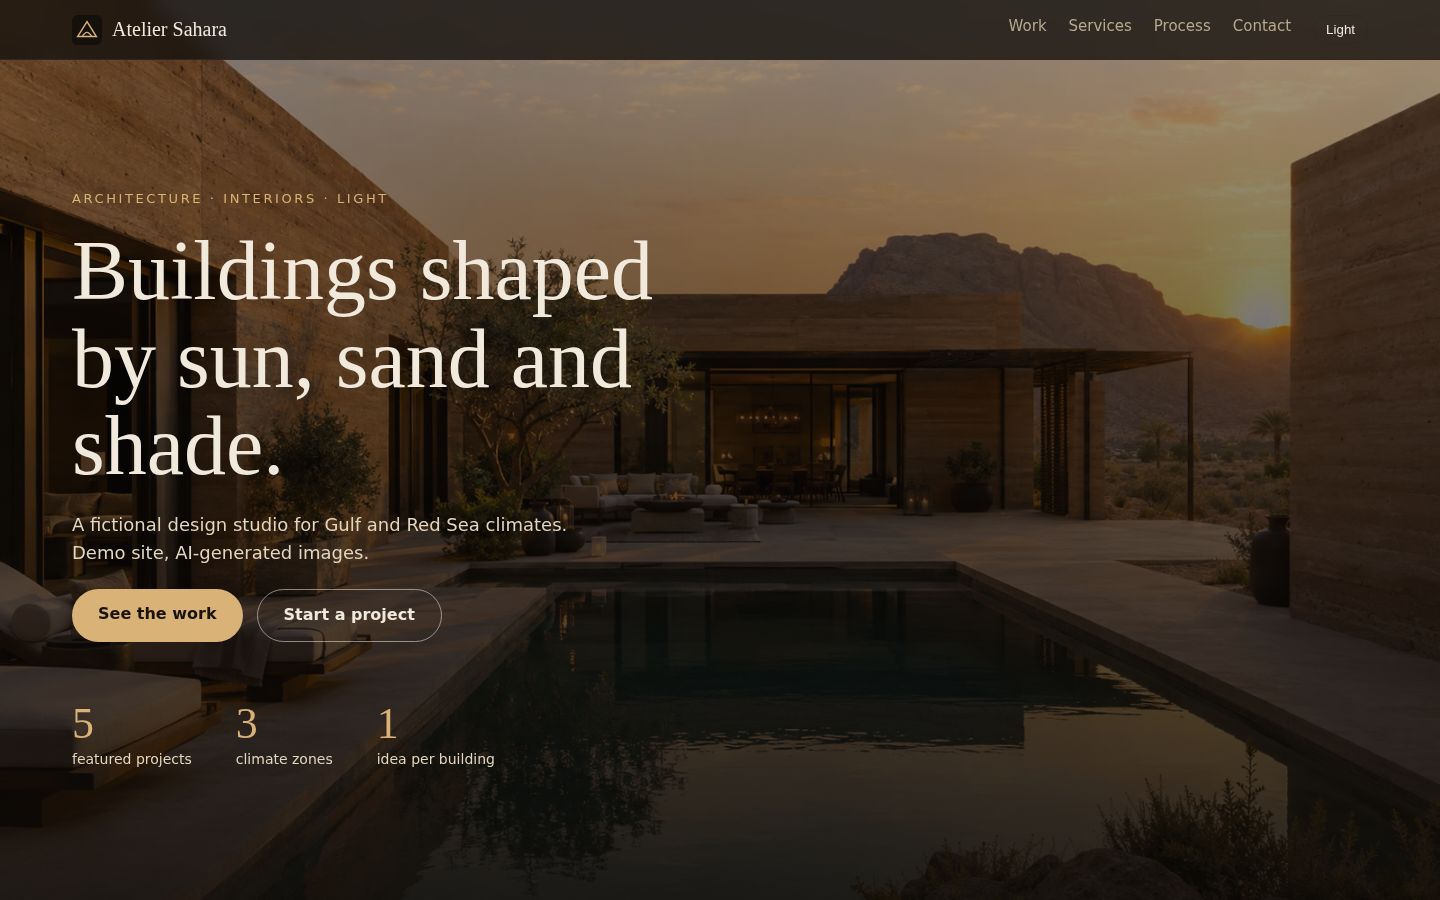 Atelier Sahara
Work Services Process Contact Light
ARCHITECTURE · INTERIORS · LIGHT
Buildings shaped
by sun, sand and
shade.
A fictional design studio for Gulf and Red Sea climates.
Demo site, AI-generated images.
See the work
Start a project
5
featured projects
3
climate zones
1
idea per building